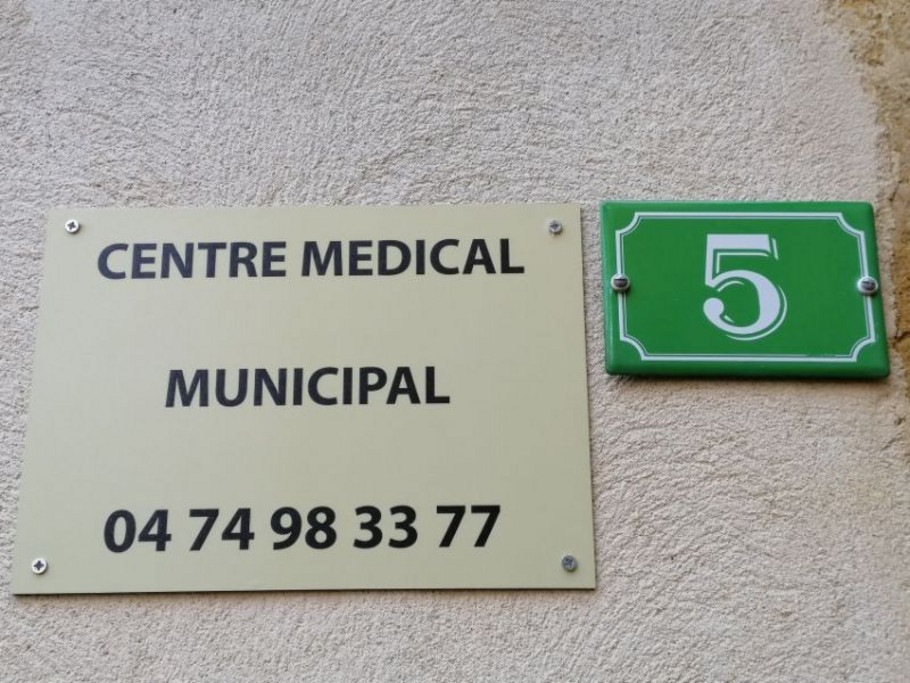 CENTRE MEDICAL
MUNICIPAL
04 74 98 33 77
5